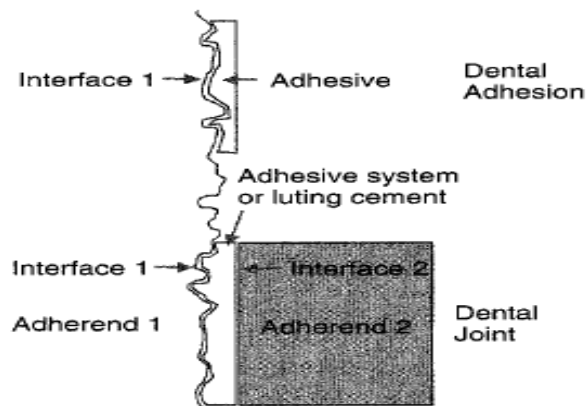 Interface 1
Adhesive
Dental
Adhesion
Adhesive system
or luting cement
Interface 1
Interface 2
Adherend 1
Adherend 2
Dental
Joint